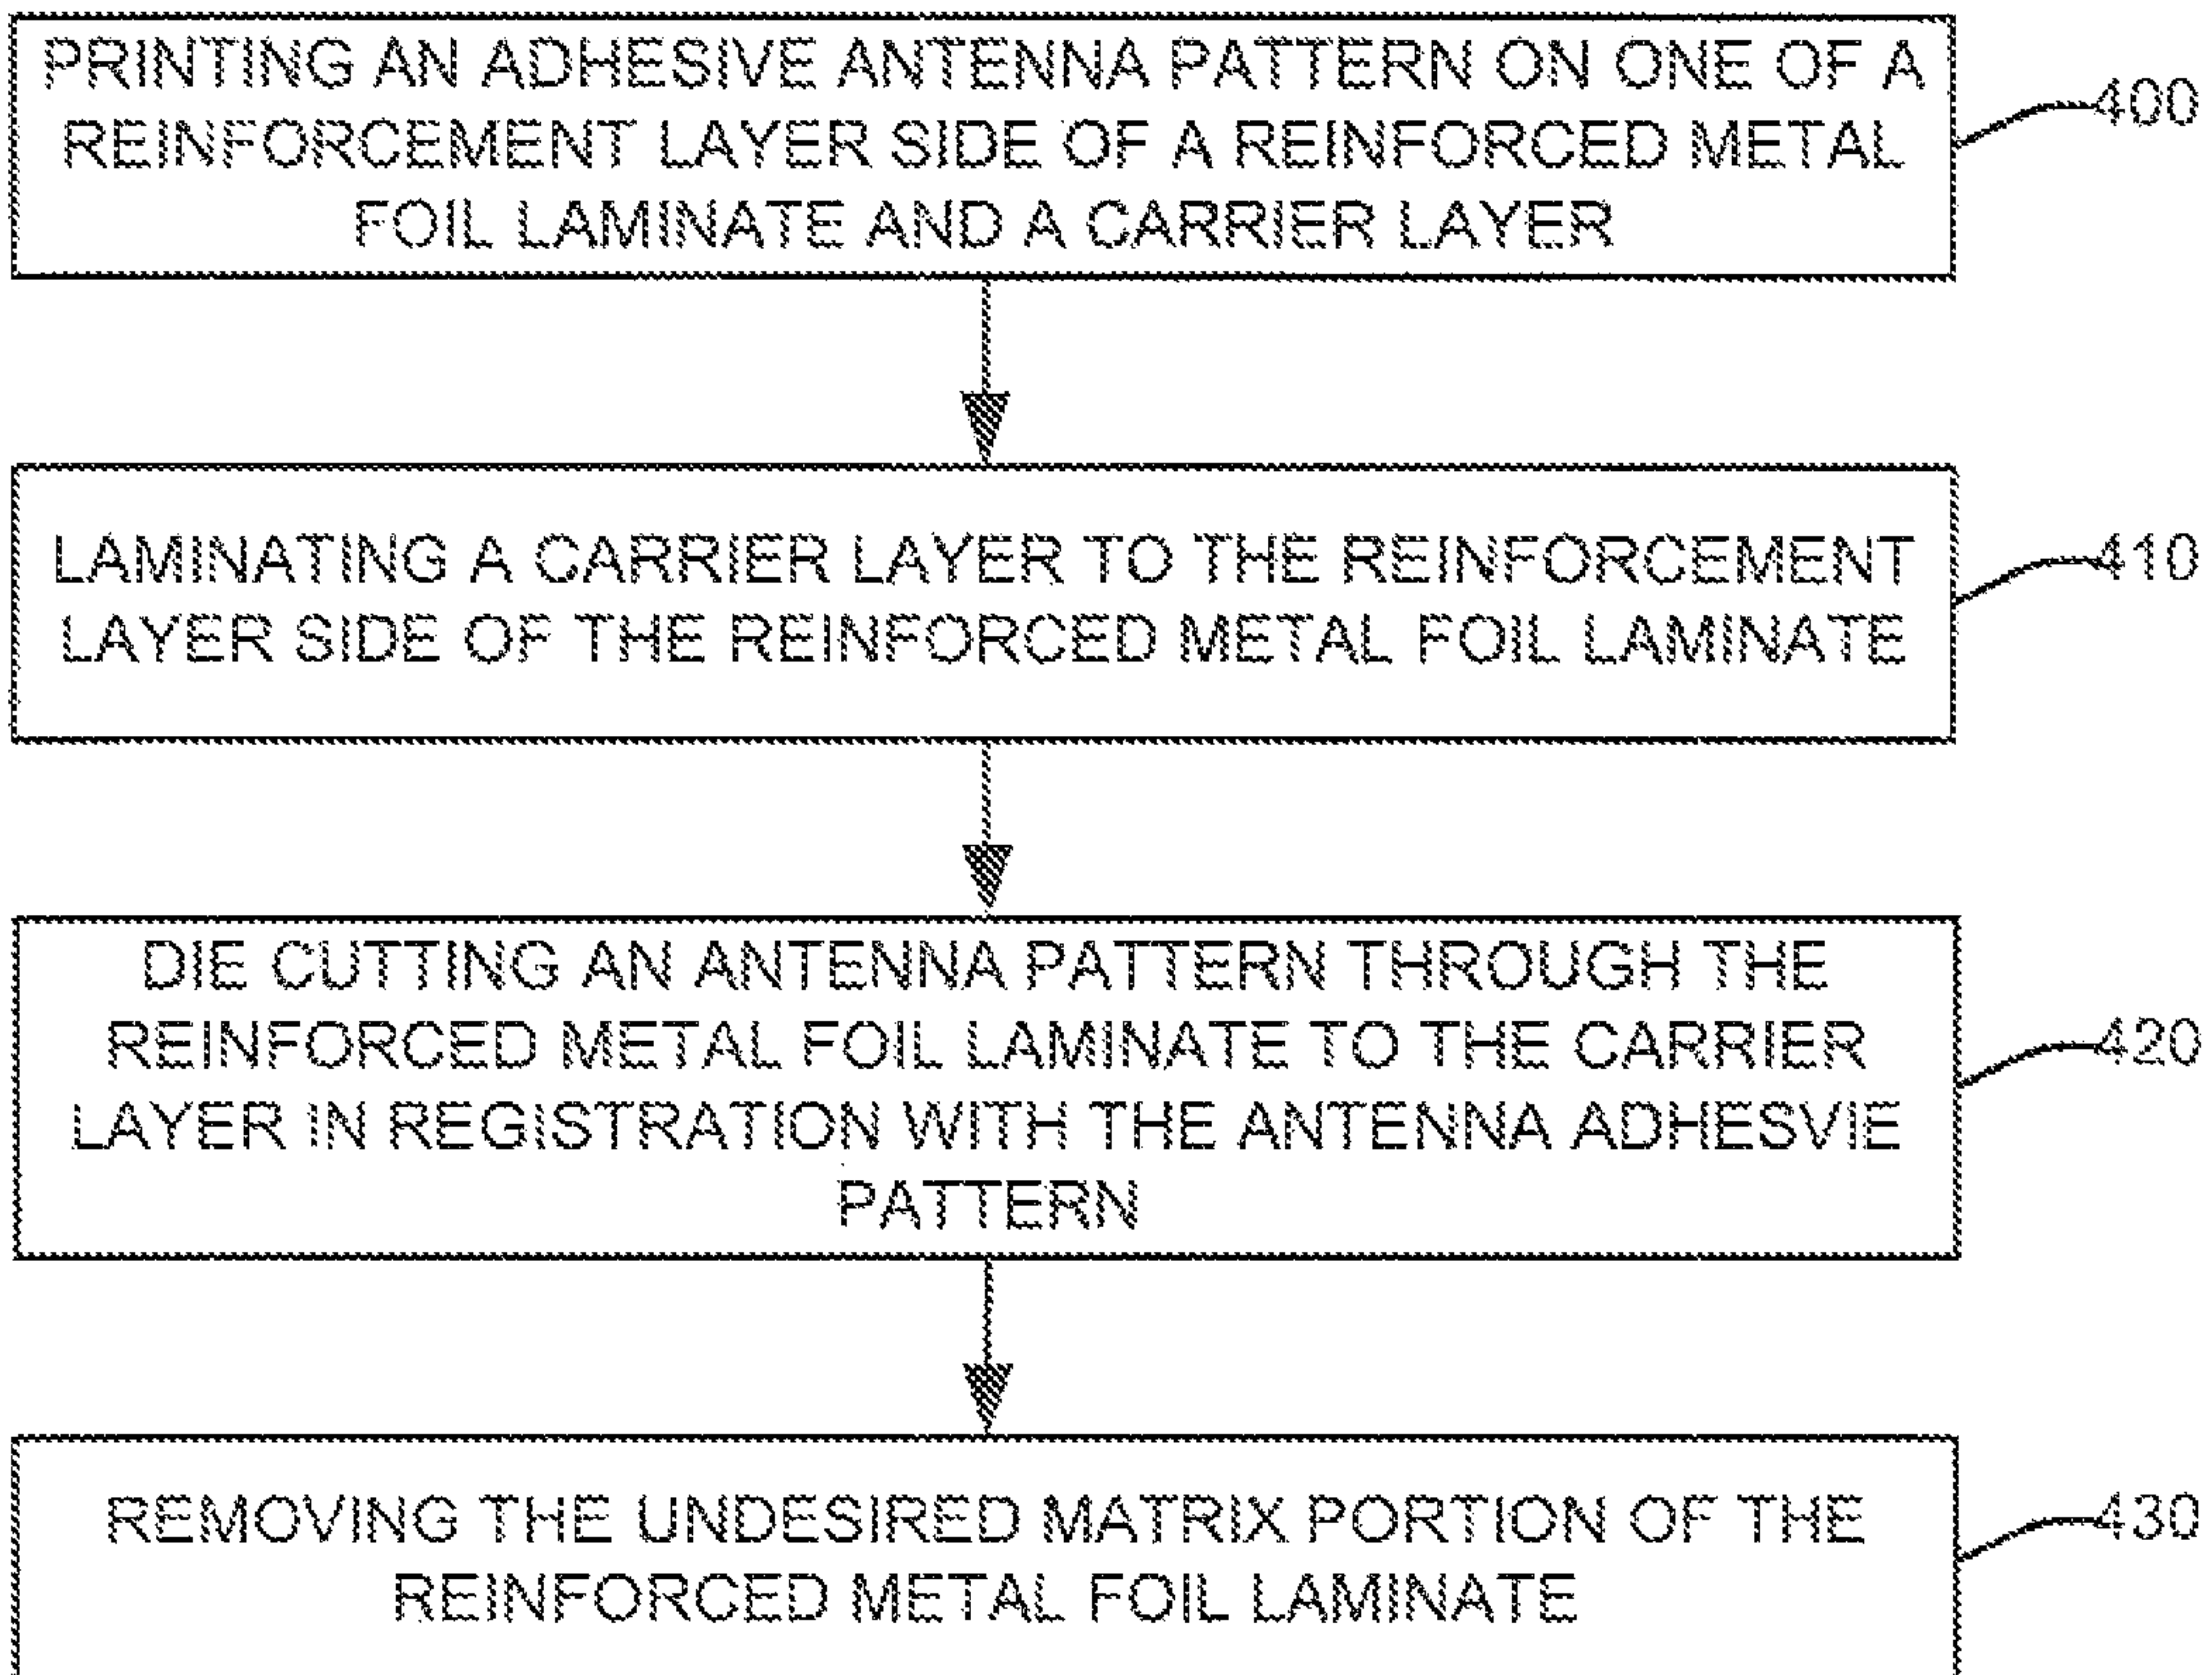 PRINTING AN ADHESIVE ANTENNA PATTERN ON ONE OF A
REINFORCEMENT LAYER SIDE OF A REINFORCED METAL
FOIL LAMINATE AND A CARRIER LAYER
400
LAMINATING A CARRIER LAYER TO THE REINFORCEMENT
LAYER SIDE OF THE REINFORCED METAL FOIL LAMINATE
410
DIE CUTTING AN ANTENNA PATTERN THROUGH THE
REINFORCED METAL FOIL LAMINATE TO THE CARRIER
LAYER IN REGISTRATION WITH THE ANTENNA ADHESVIE
PATTERN
420
REMOVING THE UNDESIRED MATRIX PORTION OF THE
REINFORCED METAL FOIL LAMINATE
430